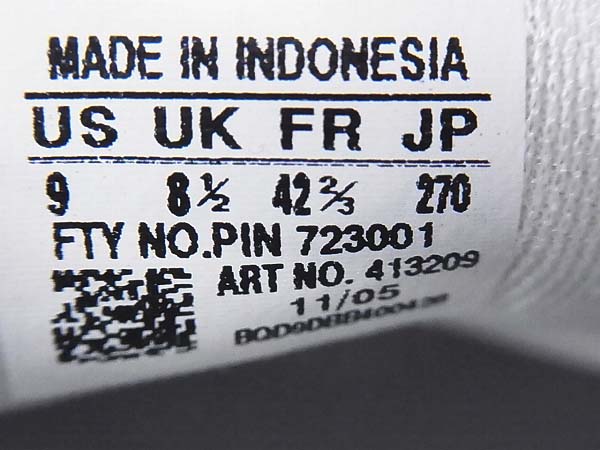 MADE IN INDONESIA
US UK FR JP
9 8½ 42⅔ 270
FTY NO.PIN 723001
ART NO. 413209
11/05